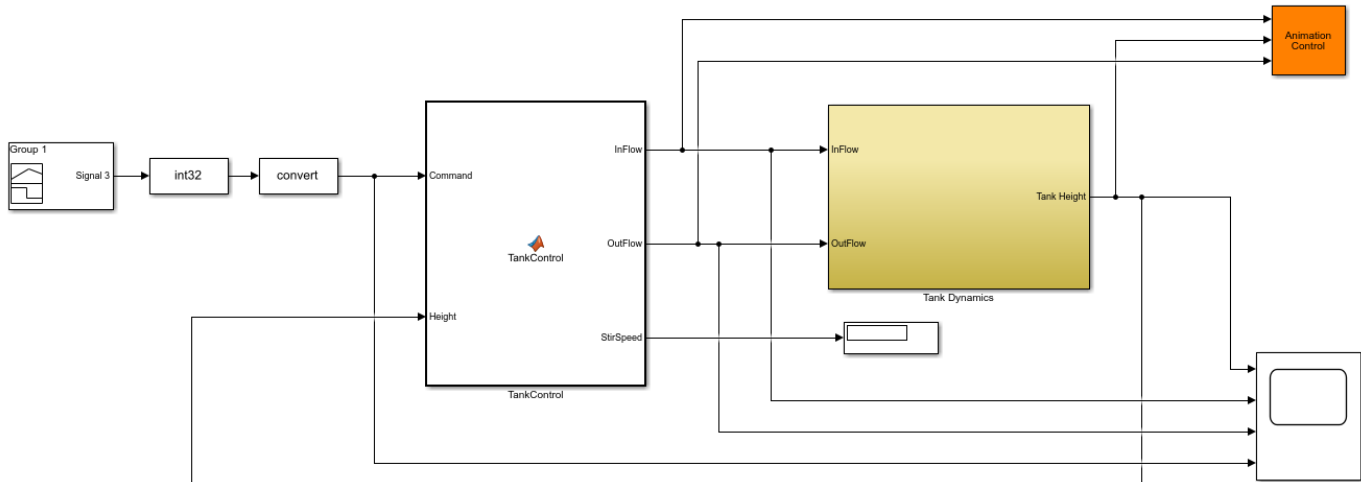 Animation
Control
Group 1
Signal 3
int32
convert
Command
Height
TankControl
InFlow
OutFlow
StirSpeed
TankControl
InFlow
OutFlow
Tank Height
Tank Dynamics